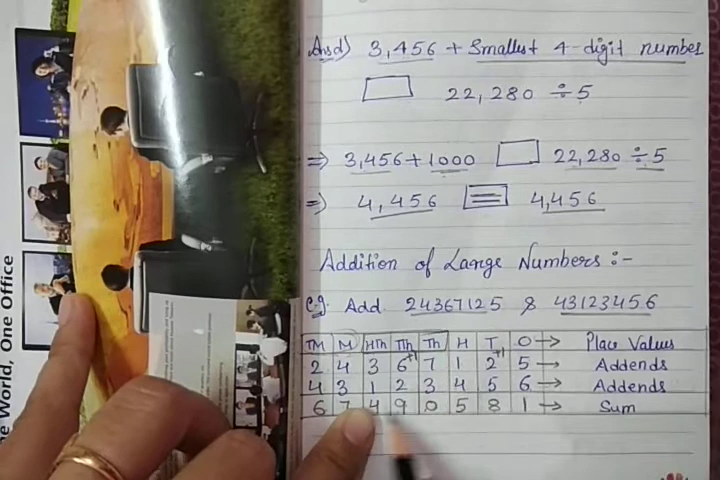 Ans d) 3,456 + Smallest 4-digit number
22,280 ÷ 5
⇒ 3,456 + 1000 22,280 ÷ 5
⇒ 4,456 = 4,456
Addition of Large Numbers :-
e.g. Add 24367125 & 43123456
TM M HTh TTh Th H T O → Place Values
+1 +1
2 4 3 6 7 1 2 5 → Addends
4 3 1 2 3 4 5 6 → Addends
6 7 4 9 0 5 8 1 → Sum
e World, One Office